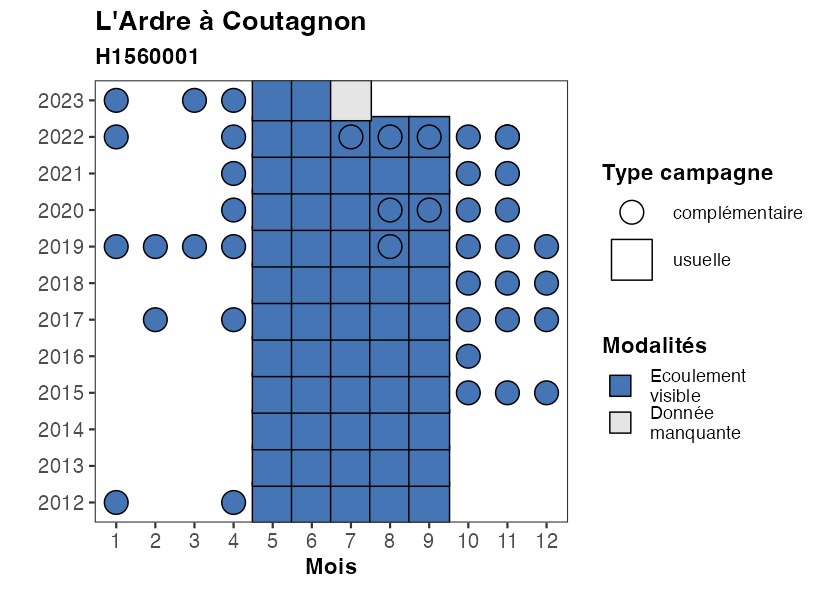 L'Ardre à Coutagnon
H1560001
2023
2022
2021
2020
2019
2018
2017
2016
2015
2014
2013
2012
1 2 3 4 5 6 7 8 9 10 11 12
Mois
Type campagne
complémentaire
usuelle
Modalités
Ecoulement
visible
Donnée
manquante